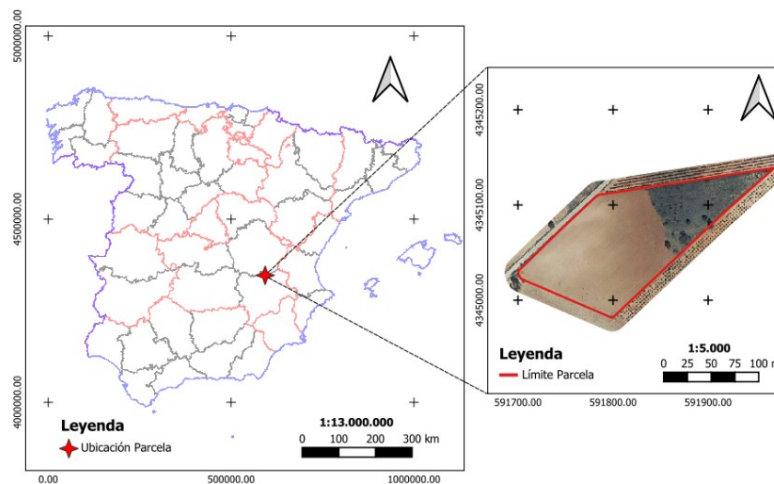 5000000.00
4500000.00
4000000.00
Leyenda
Ubicación Parcela
1:13.000.000
0 100 200 300 km
0.00 500000.00 1000000.00
4345200.00
4345100.00
4345000.00
Leyenda
Límite Parcela
1:5.000
0 25 50 75 100
591700.00 591800.00 591900.00